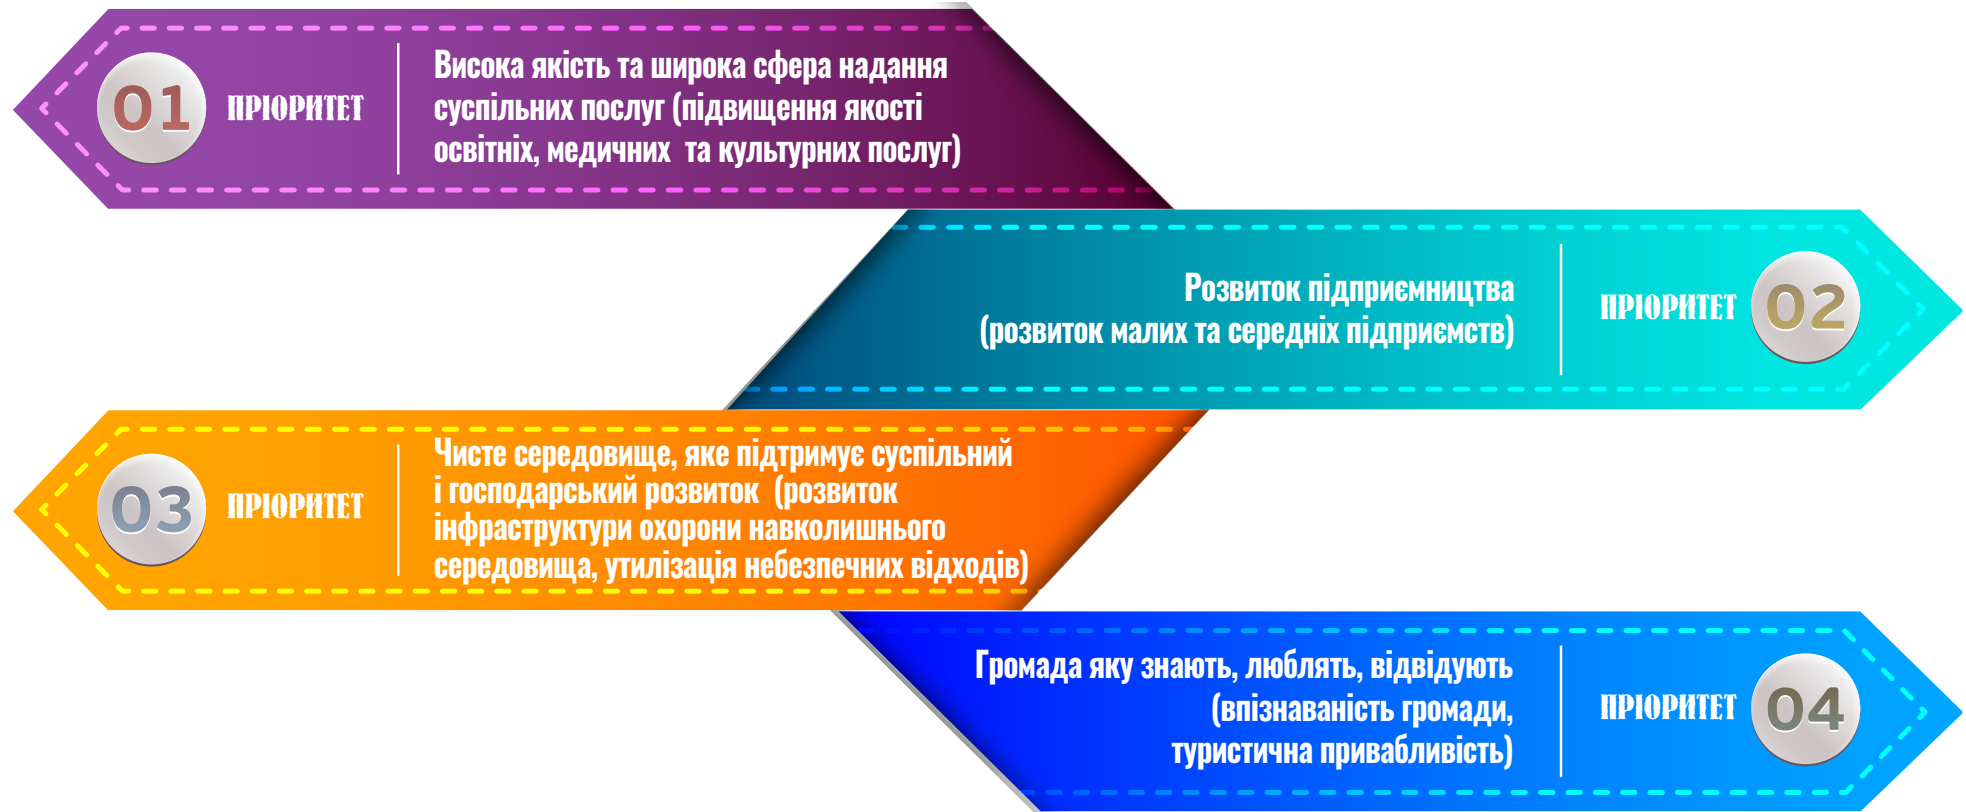 01
ПРІОРИТЕТ
Висока якість та широка сфера надання
суспільних послуг (підвищення якості
освітніх, медичних та культурних послуг)
Розвиток підприємництва
(розвиток малих та середніх підприємств)
ПРІОРИТЕТ
02
03
ПРІОРИТЕТ
Чисте середовище, яке підтримує суспільний
і господарський розвиток (розвиток
інфраструктури охорони навколишнього
середовища, утилізація небезпечних відходів)
Громада яку знають, люблять, відвідують
(впізнаваність громади,
туристична привабливість)
ПРІОРИТЕТ
04